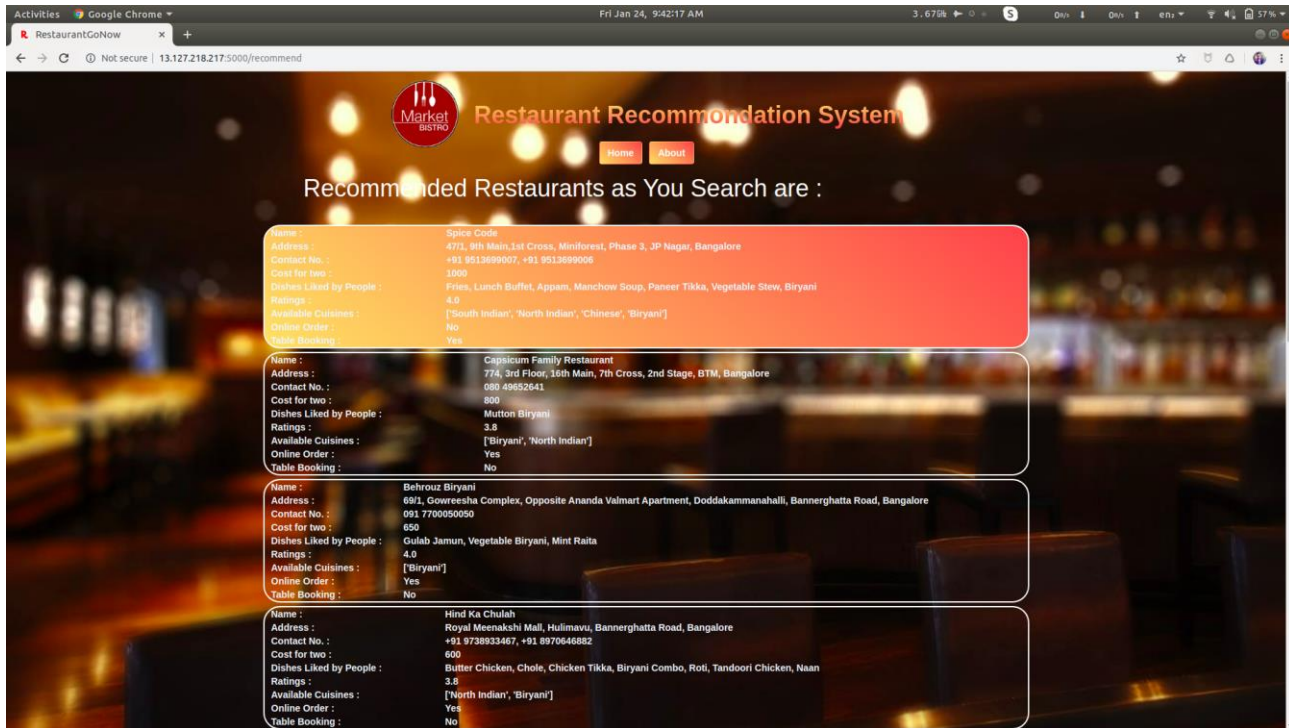 Activities Google Chrome Fri Jan 24, 9:42:17 AM en₂ 57 %
RestaurantGoNow
Not secure | 13.127.218.217:5000/recommend
Market BISTRO
Restaurant Recommondation System
Home About
Recommended Restaurants as You Search are :
Name : Spice Code
Address : 47/1, 9th Main,1st Cross, Miniforest, Phase 3, JP Nagar, Bangalore
Contact No. : +91 9513699007, +91 9513699006
Cost for two : 1000
Dishes Liked by People : Fries, Lunch Buffet, Appam, Manchow Soup, Paneer Tikka, Vegetable Stew, Biryani
Ratings : 4.0
Available Cuisines : ['South Indian', 'North Indian', 'Chinese', 'Biryani']
Online Order : No
Table Booking : Yes
Name : Capsicum Family Restaurant
Address : 774, 3rd Floor, 16th Main, 7th Cross, 2nd Stage, BTM, Bangalore
Contact No. : 080 49652641
Cost for two : 800
Dishes Liked by People : Mutton Biryani
Ratings : 3.8
Available Cuisines : ['Biryani', 'North Indian']
Online Order : Yes
Table Booking : No
Name : Behrouz Biryani
Address : 69/1, Gowreesha Complex, Opposite Ananda Valmart Apartment, Doddakammanahalli, Bannerghatta Road, Bangalore
Contact No. : 091 7700050050
Cost for two : 650
Dishes Liked by People : Gulab Jamun, Vegetable Biryani, Mint Raita
Ratings : 4.0
Available Cuisines : ['Biryani']
Online Order : Yes
Table Booking : No
Name : Hind Ka Chulah
Address : Royal Meenakshi Mall, Hulimavu, Bannerghatta Road, Bangalore
Contact No. : +91 9738933467, +91 8970646882
Cost for two : 600
Dishes Liked by People : Butter Chicken, Chole, Chicken Tikka, Biryani Combo, Roti, Tandoori Chicken, Naan
Ratings : 3.8
Available Cuisines : ['North Indian', 'Biryani']
Online Order : Yes
Table Booking : No